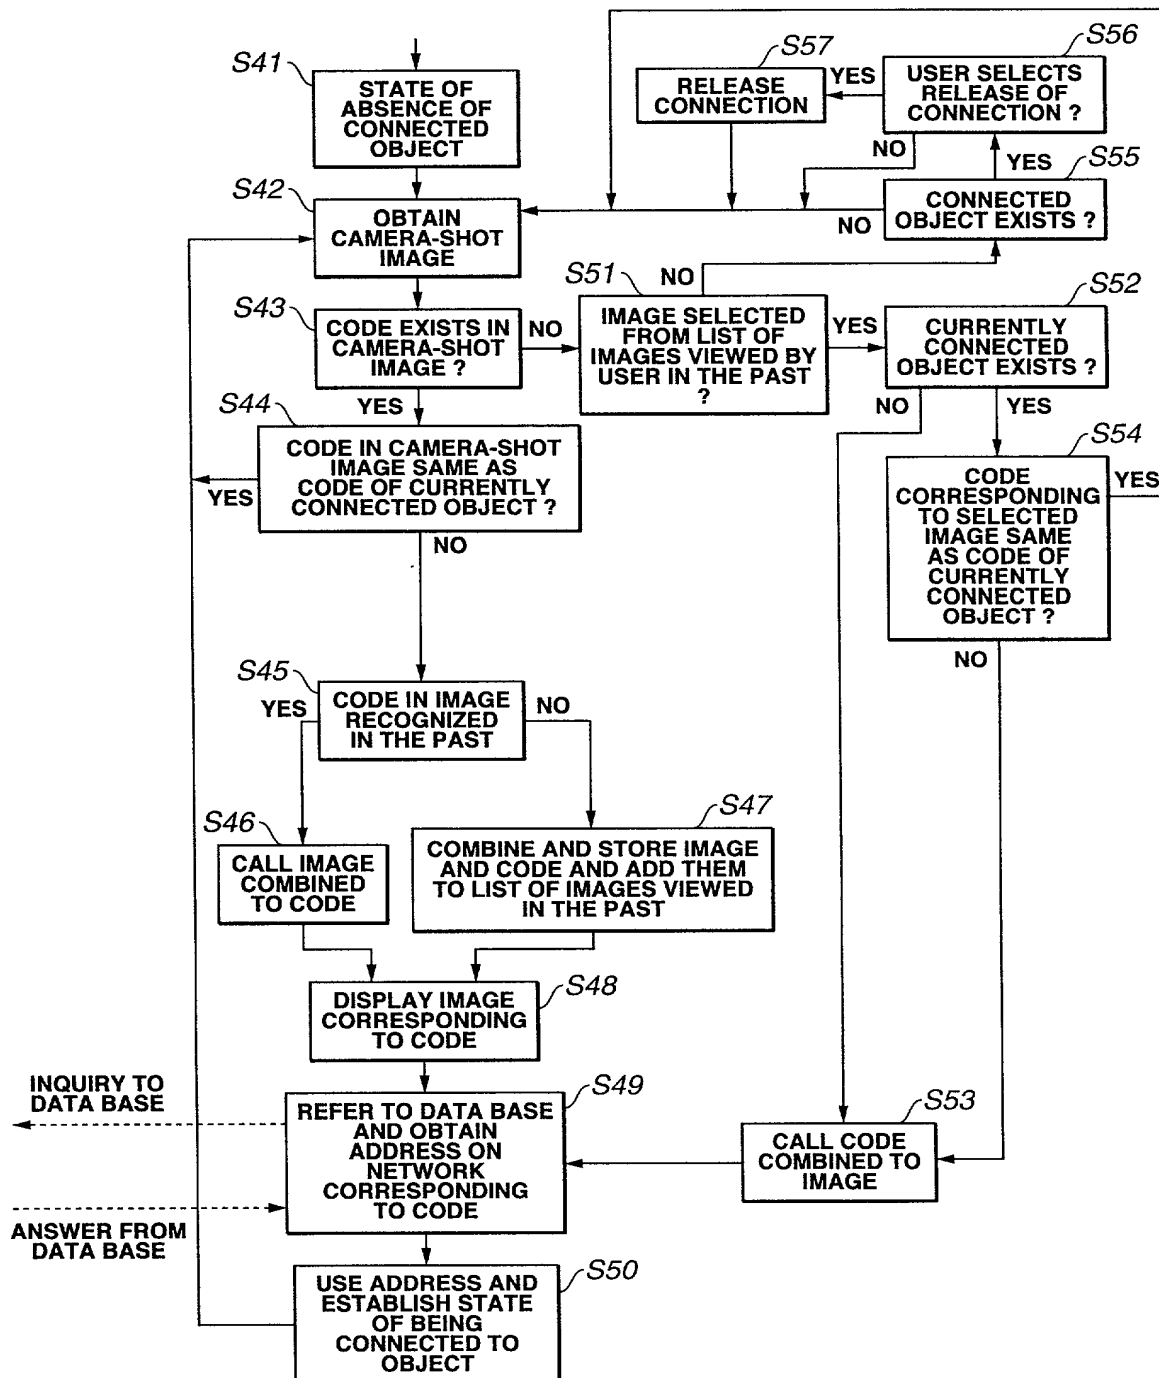 S41
STATE OF
ABSENCE OF
CONNECTED
OBJECT
S57
RELEASE
CONNECTION
YES
S56
USER SELECTS
RELEASE OF
CONNECTION ?
NO
YES
S55
CONNECTED
OBJECT EXISTS ?
NO
S42
OBTAIN
CAMERA-SHOT
IMAGE
S43
CODE EXISTS IN
CAMERA-SHOT
IMAGE ?
NO
YES
S51
NO
IMAGE SELECTED
FROM LIST OF
IMAGES VIEWED BY
USER IN THE PAST
?
YES
S52
CURRENTLY
CONNECTED
OBJECT EXISTS ?
NO
YES
S44
CODE IN CAMERA-SHOT
IMAGE SAME AS
CODE OF CURRENTLY
CONNECTED OBJECT ?
YES
NO
S54
CODE
CORRESPONDING
TO SELECTED
IMAGE SAME
AS CODE OF
CURRENTLY
CONNECTED
OBJECT ?
YES
NO
S45
CODE IN IMAGE
RECOGNIZED
IN THE PAST
YES
NO
S46
CALL IMAGE
COMBINED
TO CODE
S47
COMBINE AND STORE IMAGE
AND CODE AND ADD THEM
TO LIST OF IMAGES VIEWED
IN THE PAST
S48
DISPLAY IMAGE
CORRESPONDING
TO CODE
INQUIRY TO
DATA BASE
S49
REFER TO DATA BASE
AND OBTAIN
ADDRESS ON
NETWORK
CORRESPONDING
TO CODE
S53
CALL CODE
COMBINED TO
IMAGE
ANSWER FROM
DATA BASE
S50
USE ADDRESS AND
ESTABLISH STATE
OF BEING
CONNECTED TO
OBJECT